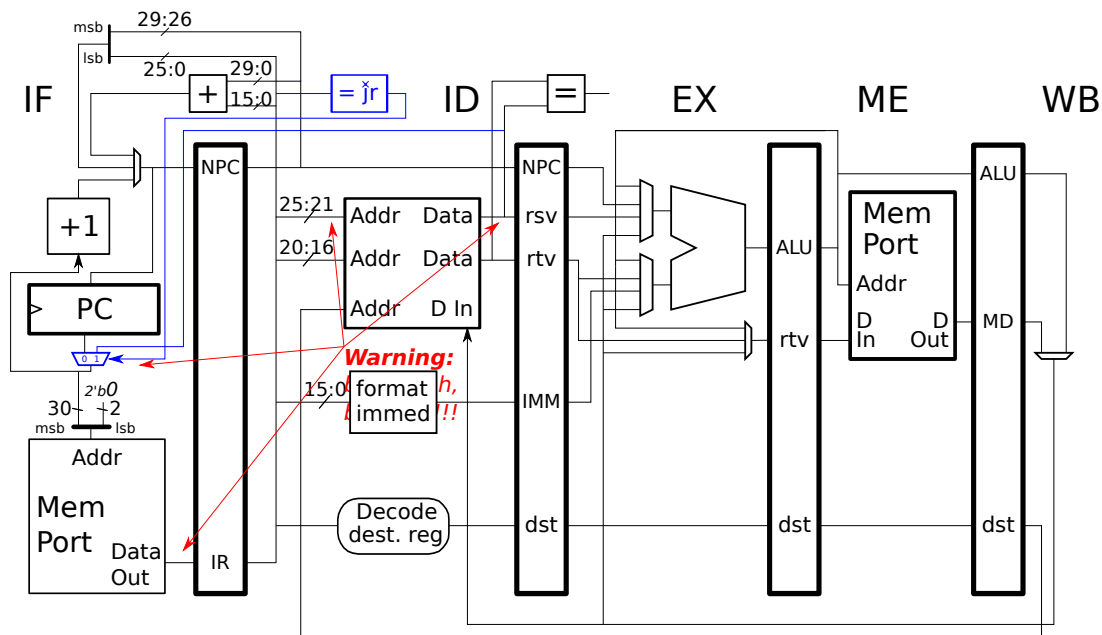 29:26
msb
lsb
25:0
29:0
15:0
+
= jr
x
=
IF
ID
EX
ME
WB
NPC
NPC
ALU
+1
25:21
Addr
Data
rsv
Mem
Port
20:16
Addr
Data
rtv
ALU
Addr
PC
Addr
D In
D
In
D
Out
MD
rtv
0 1
Warning:
h,
!!!
2'b0
30
2
msb
lsb
15:0
format
immed
IMM
Addr
Mem
Port
Data
Out
IR
Decode
dest. reg
dst
dst
dst